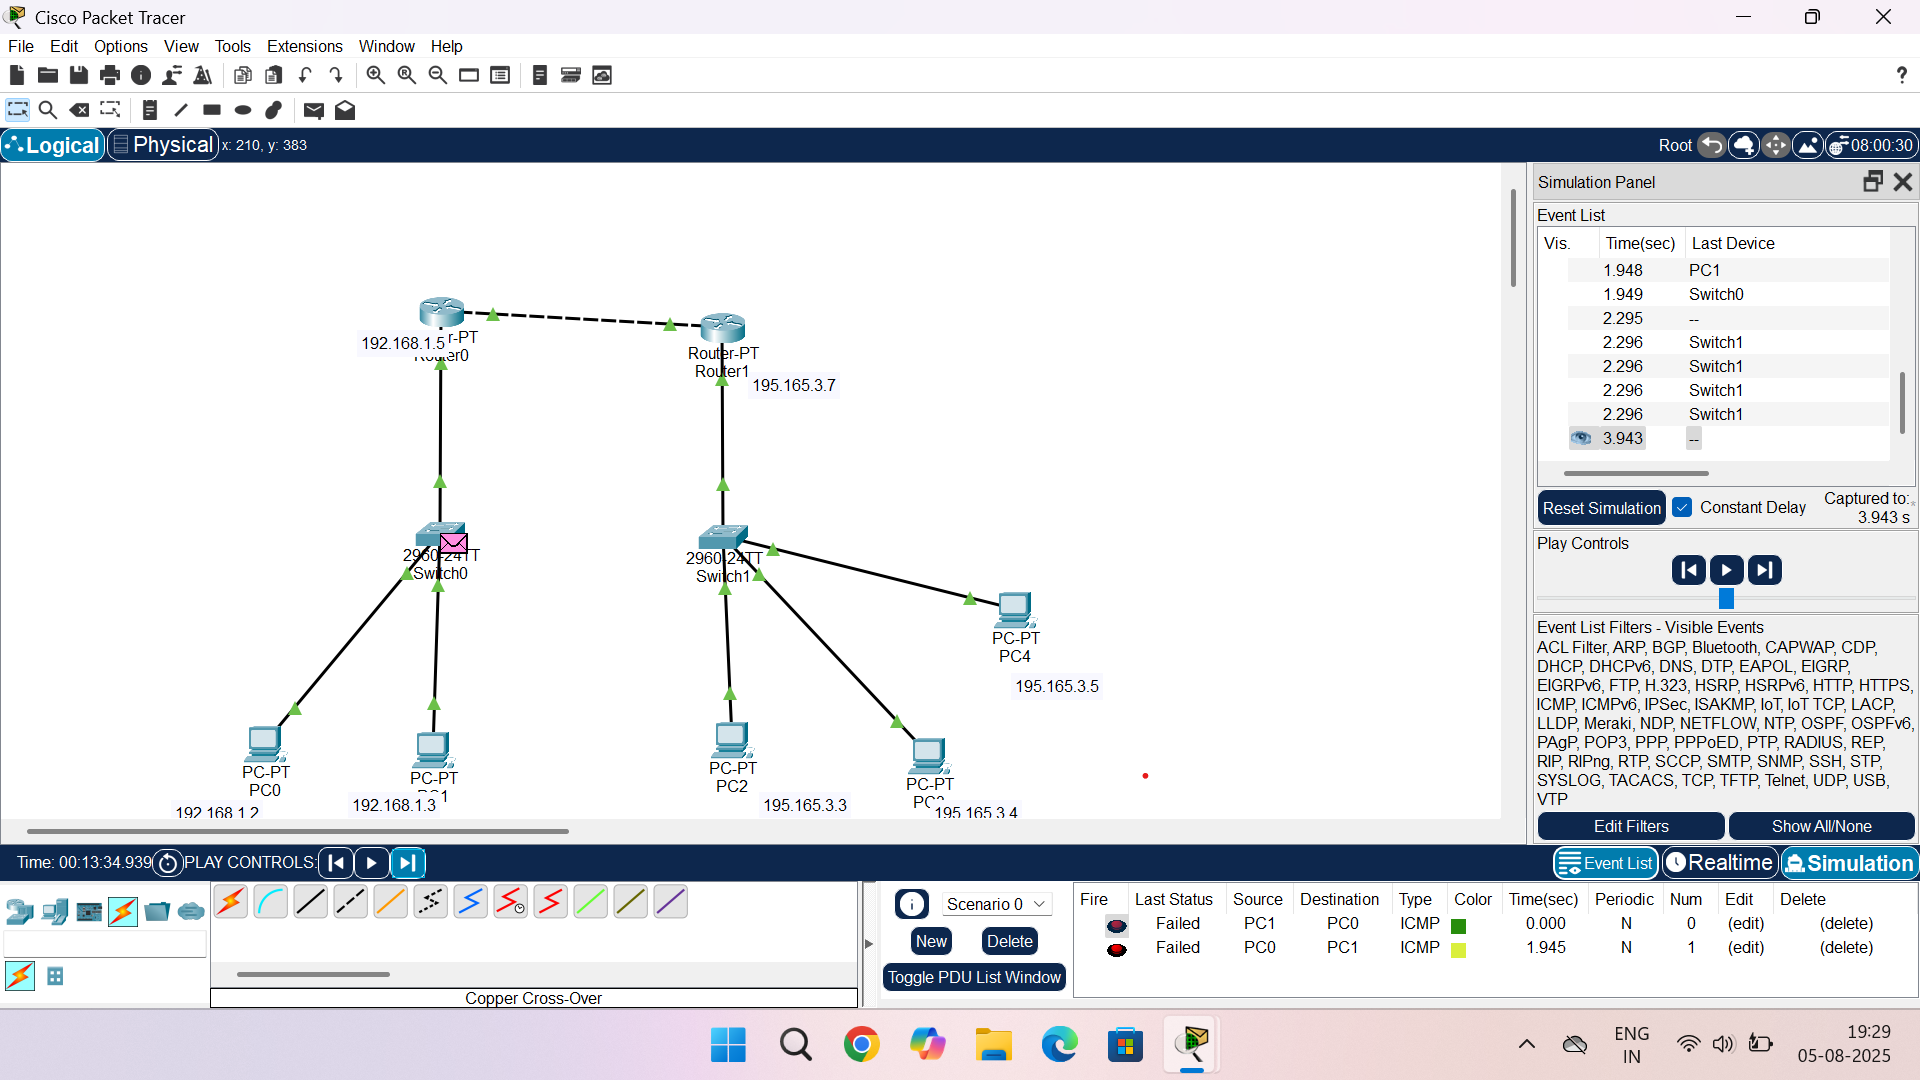 Cisco Packet Tracer
File Edit Options View Tools Extensions Window Help
?
Logical Physical x: 210, y: 383
Root 08:00:30
192.168.1.5
r-PT
Router0
Router-PT
Router1
195.165.3.7
2960-24TT
Switch0
2960-24TT
Switch1
PC-PT
PC4
195.165.3.5
PC-PT
PC0
192.168.1.2
PC-PT
192.168.1.3
PC-PT
PC2
195.165.3.3
PC-PT
195.165.3.4
Simulation Panel
Event List
Vis. Time(sec) Last Device
1.948 PC1
1.949 Switch0
2.295 --
2.296 Switch1
2.296 Switch1
2.296 Switch1
2.296 Switch1
3.943 --
Reset Simulation Constant Delay Captured to:
3.943 s
Play Controls
Event List Filters - Visible Events
ACL Filter, ARP, BGP, Bluetooth, CAPWAP, CDP,
DHCP, DHCPv6, DNS, DTP, EAPOL, EIGRP,
EIGRPv6, FTP, H.323, HSRP, HSRPv6, HTTP, HTTPS,
ICMP, ICMPv6, IPSec, ISAKMP, IoT, IoT TCP, LACP,
LLDP, Meraki, NDP, NETFLOW, NTP, OSPF, OSPFv6,
PAgP, POP3, PPP, PPPoED, PTP, RADIUS, REP,
RIP, RIPng, RTP, SCCP, SMTP, SNMP, SSH, STP,
SYSLOG, TACACS, TCP, TFTP, Telnet, UDP, USB,
VTP
Edit Filters Show All/None
Time: 00:13:34.939 PLAY CONTROLS:
Event List Realtime Simulation
Copper Cross-Over
Scenario 0
New Delete
Toggle PDU List Window
Fire Last Status Source Destination Type Color Time(sec) Periodic Num Edit Delete
Failed PC1 PC0 ICMP 0.000 N 0 (edit) (delete)
Failed PC0 PC1 ICMP 1.945 N 1 (edit) (delete)
ENG
IN
19:29
05-08-2025